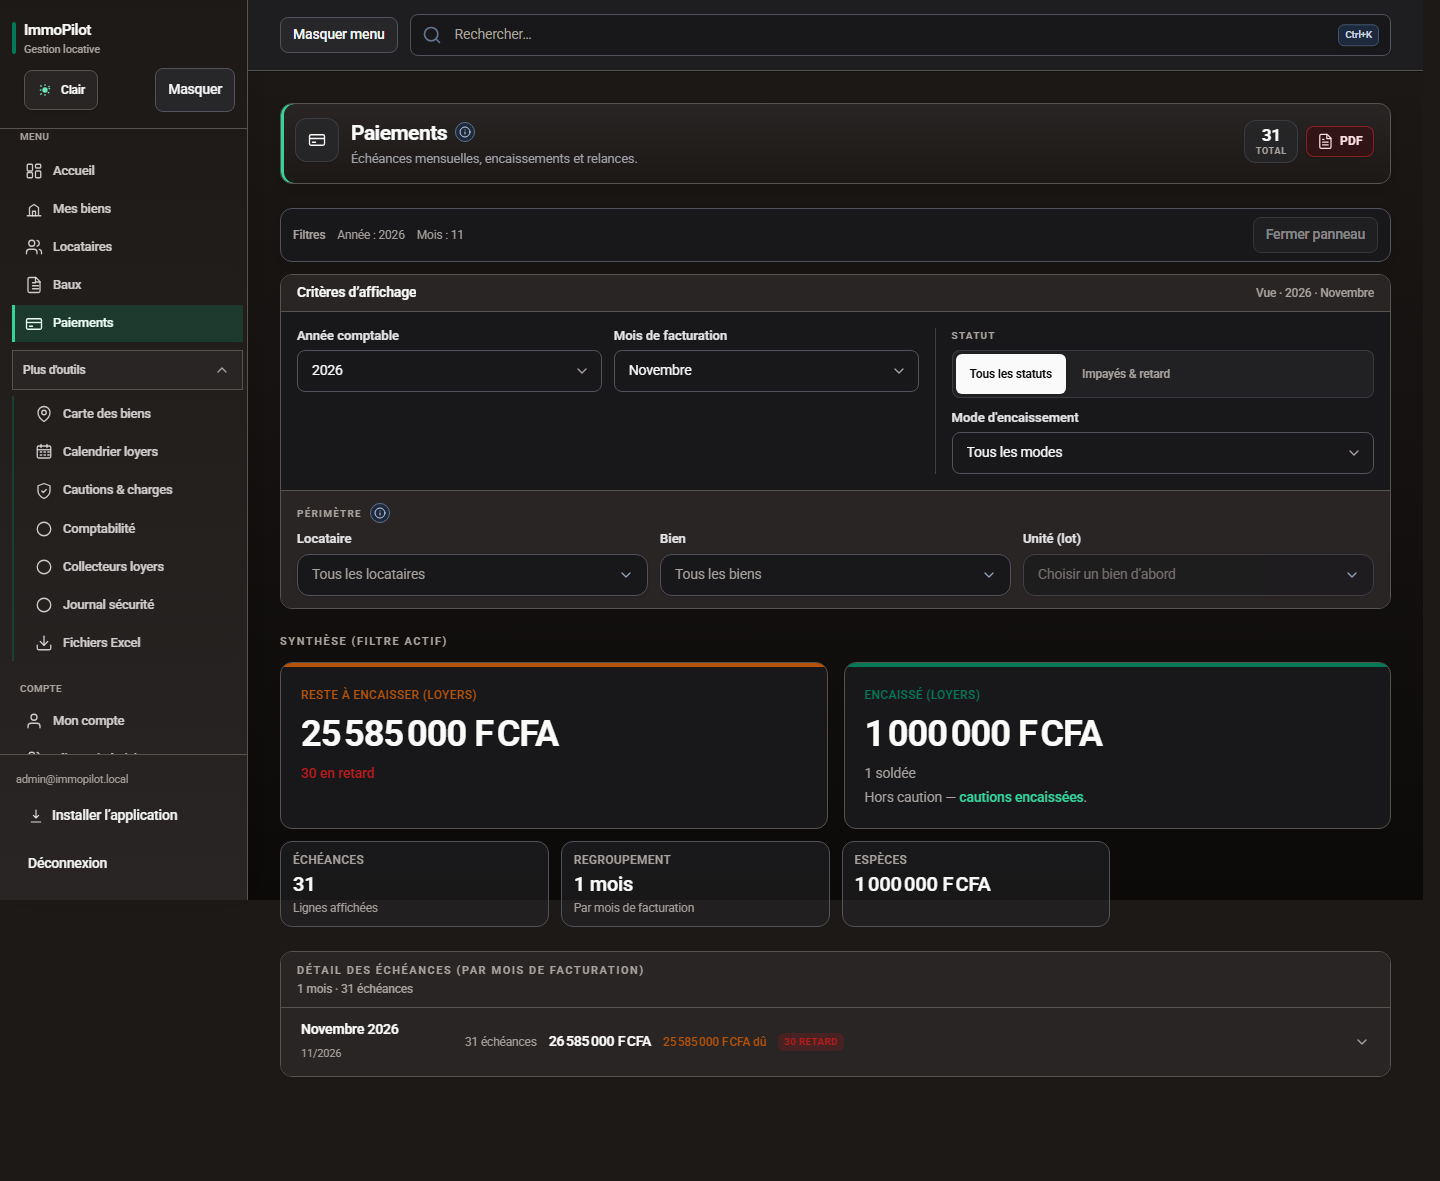 ImmoPilot
Gestion locative
Clair
Masquer
MENU
Accueil
Mes biens
Locataires
Baux
Paiements
Plus d'outils
Carte des biens
Calendrier loyers
Cautions & charges
Comptabilité
Collecteurs loyers
Journal sécurité
Fichiers Excel
COMPTE
Mon compte
admin@immopilot.local
Installer l’application
Déconnexion
Masquer menu
Rechercher...
Ctrl+K
Paiements
Échéances mensuelles, encaissements et relances.
31
TOTAL
PDF
Filtres Année : 2026 Mois : 11
Fermer panneau
Critères d’affichage
Vue · 2026 · Novembre
Année comptable
2026
Mois de facturation
Novembre
STATUT
Tous les statuts
Impayés & retard
Mode d'encaissement
Tous les modes
PÉRIMÈTRE
Locataire
Tous les locataires
Bien
Tous les biens
Unité (lot)
Choisir un bien d’abord
SYNTHÈSE (FILTRE ACTIF)
RESTE À ENCAISSER (LOYERS)
25 585 000 FCFA
30 en retard
ENCAISSÉ (LOYERS)
1 000 000 FCFA
1 soldée
Hors caution — cautions encaissées.
ÉCHÉANCES
31
Lignes affichées
REGROUPEMENT
1 mois
Par mois de facturation
ESPÈCES
1 000 000 FCFA
DÉTAIL DES ÉCHÉANCES (PAR MOIS DE FACTURATION)
1 mois · 31 échéances
Novembre 2026
11/2026
31 échéances 26 585 000 FCFA 25 585 000 FCFA dû 30 RETARD